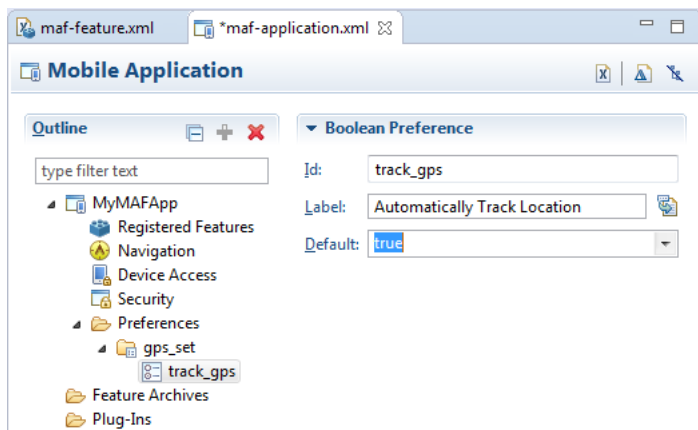 maf-feature.xml
*maf-application.xml
Mobile Application
Outline
type filter text
MyMAFApp
Registered Features
Navigation
Device Access
Security
Preferences
gps_set
track_gps
Feature Archives
Plug-Ins
Boolean Preference
Id: track_gps
Label: Automatically Track Location
Default: true